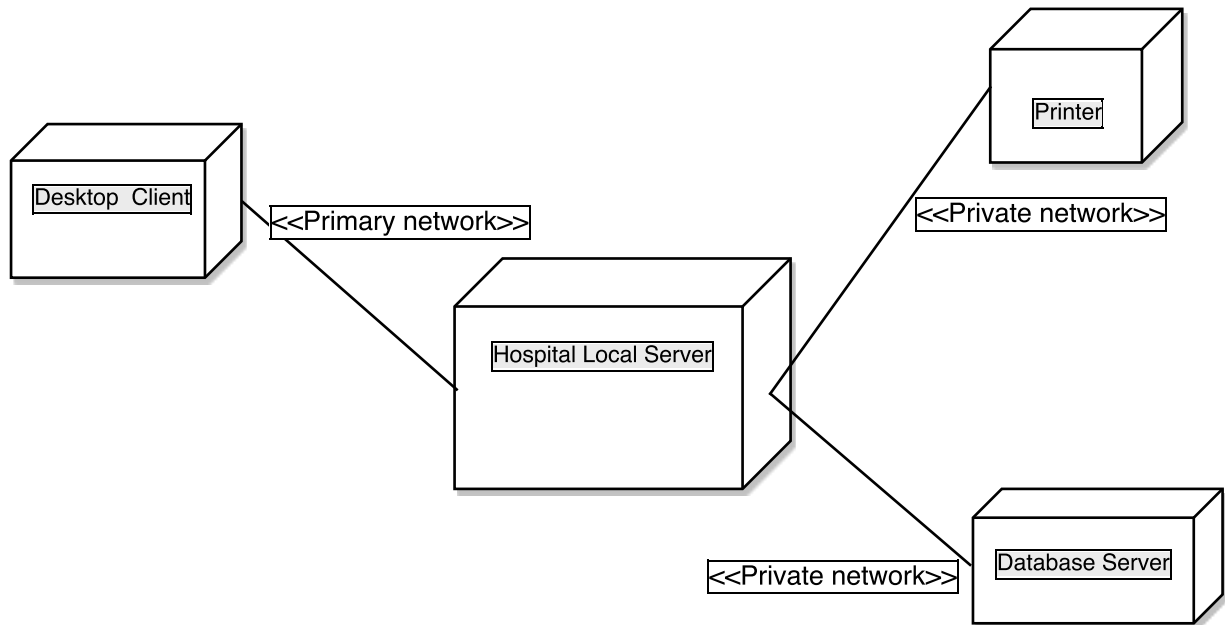 Printer
Desktop  Client
<<Primary network>>
<<Private network>>
Hospital Local Server
Database Server
<<Private network>>